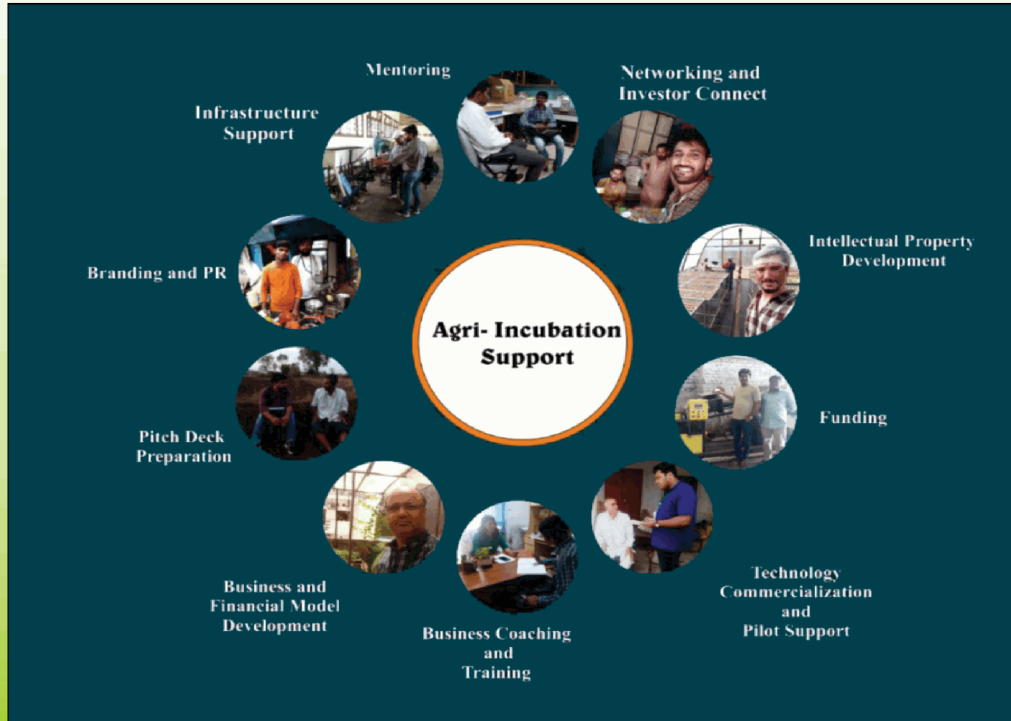 Mentoring
Networking and
Investor Connect
Infrastructure
Support
Intellectual Property
Development
Branding and PR
Agri- Incubation
Support
Funding
Pitch Deck
Preparation
Technology
Commercialization
and
Pilot Support
Business and
Financial Model
Development
Business Coaching
and
Training